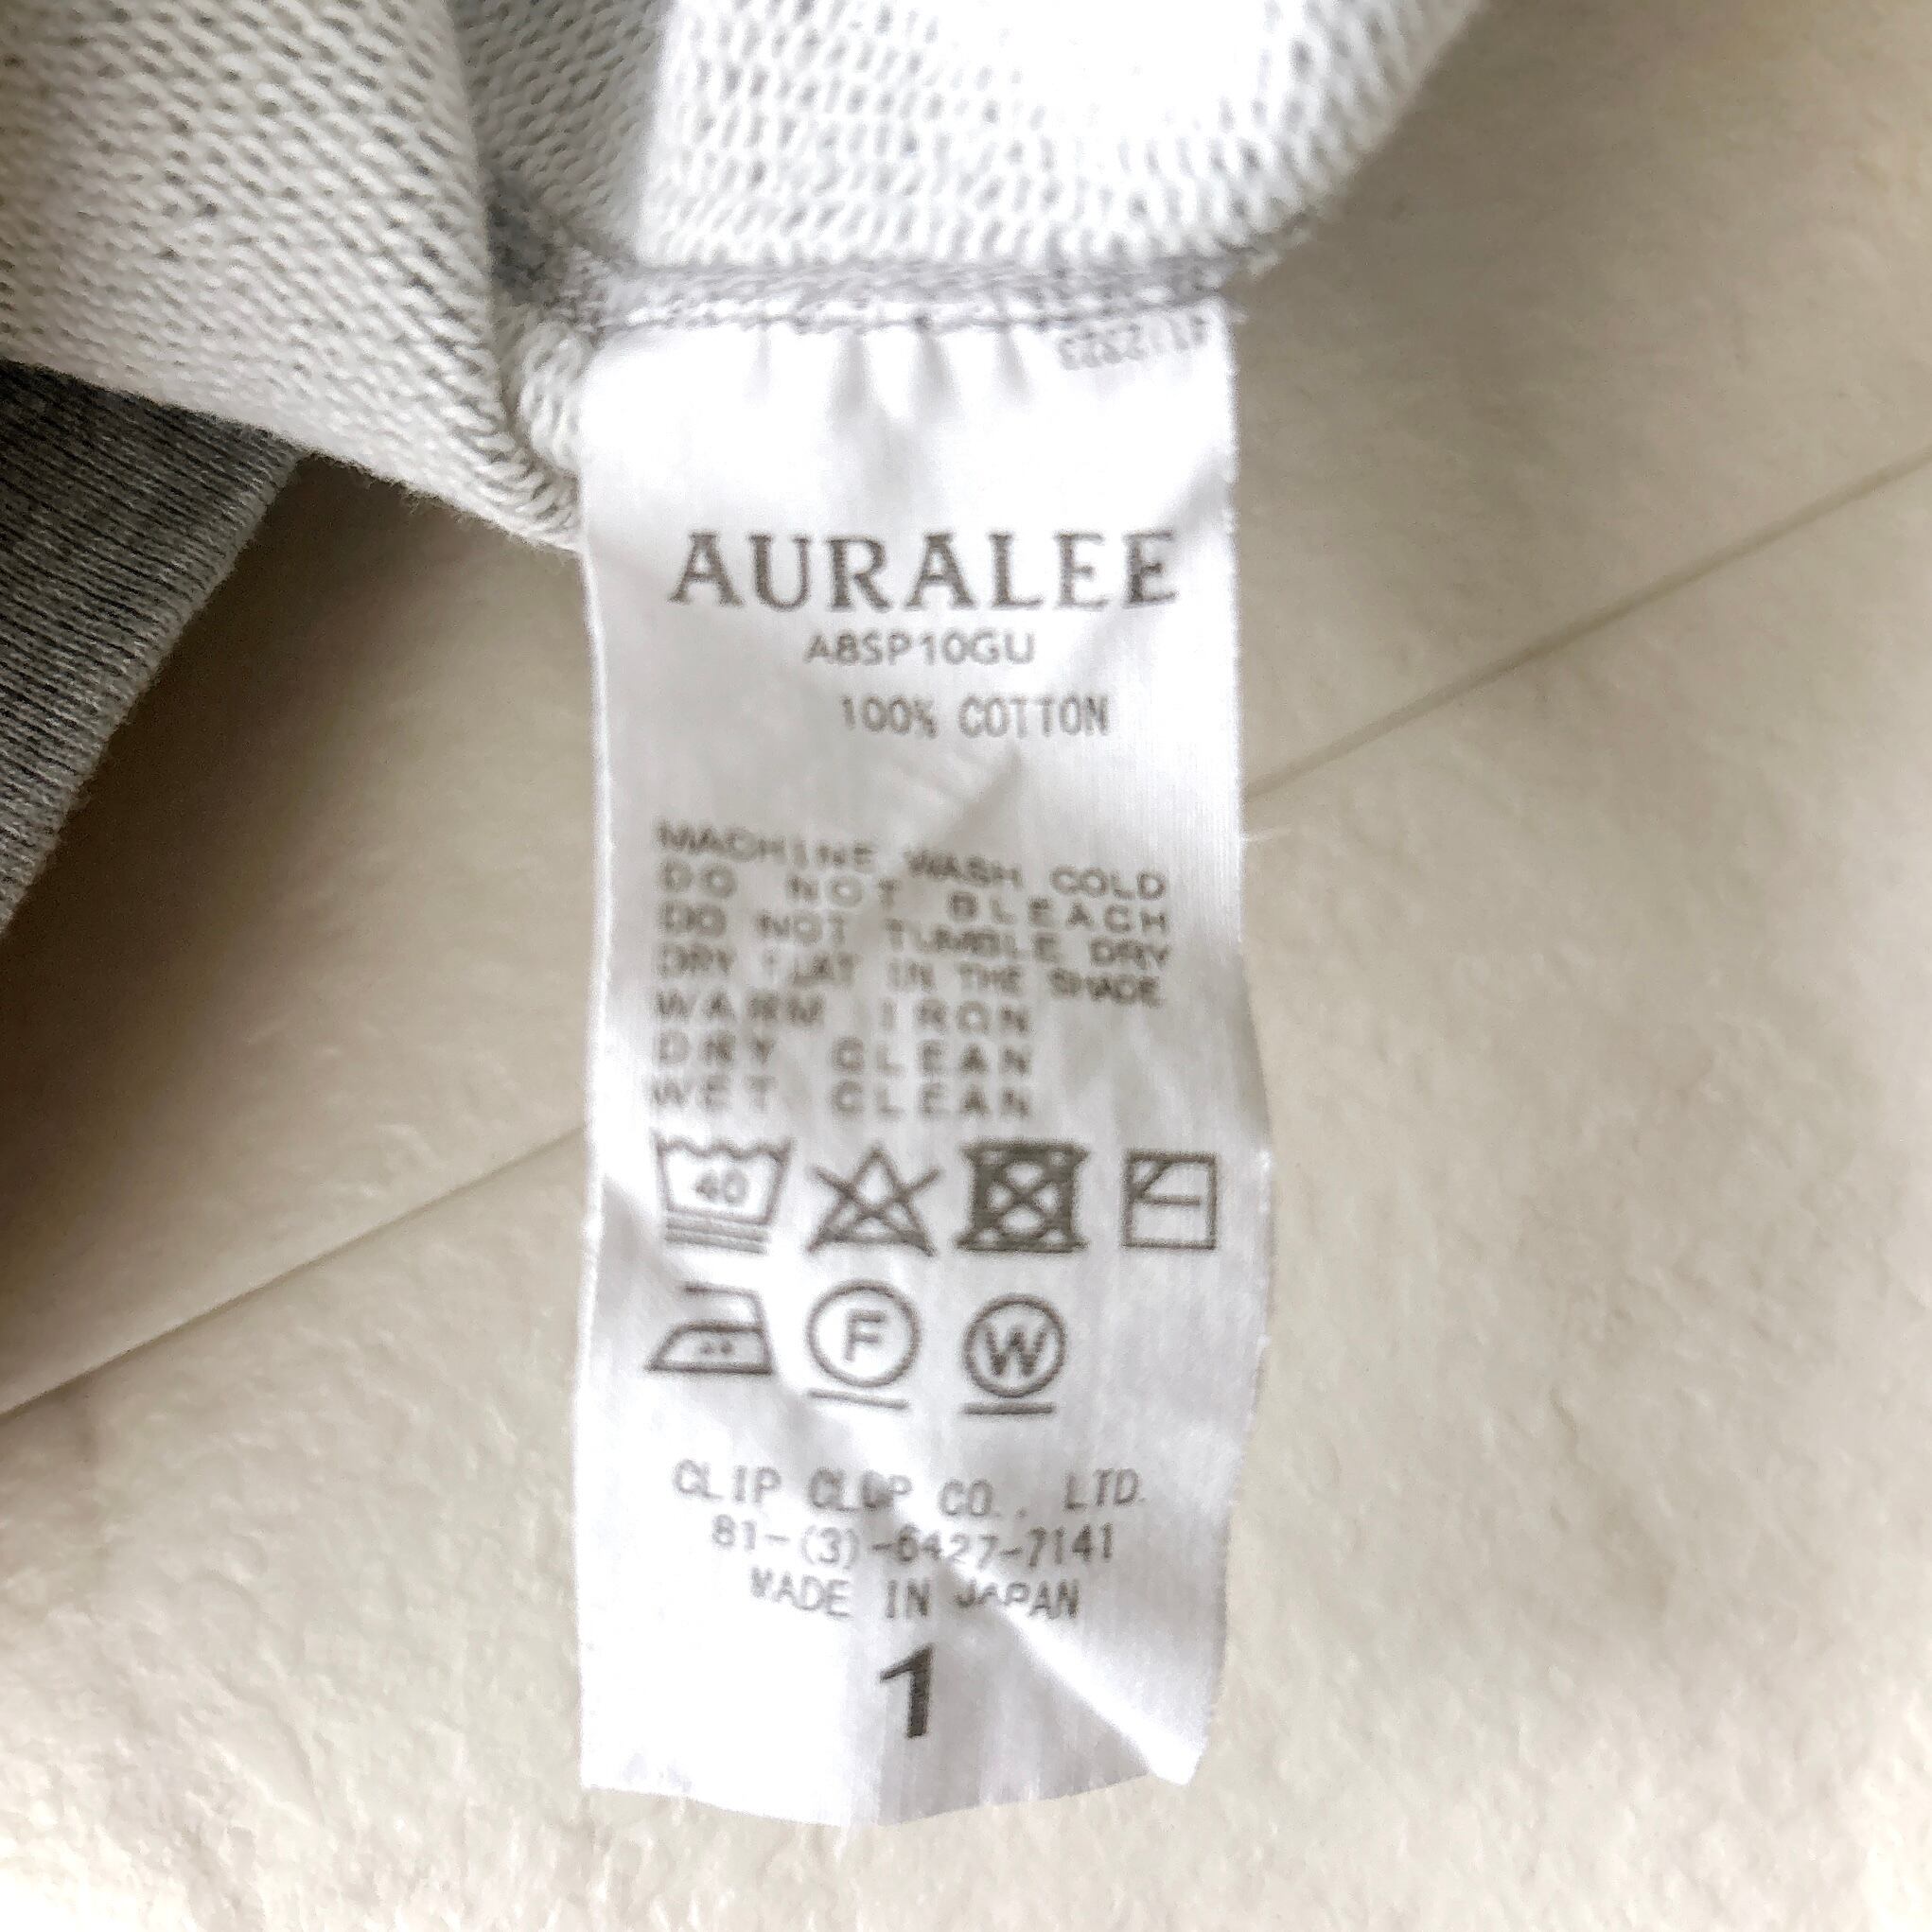 AURALEE
A8SP10GU
100% COTTON
MACHINE WASH COLD
DO NOT BLEACH
DO NOT TUMBLE DRY
DRY FLAT IN THE SHADE
WARM IRON
DRY CLEAN
WET CLEAN
40
F W
CLIP CLOP CO., LTD.
81-(3)-6427-7141
MADE IN JAPAN
1